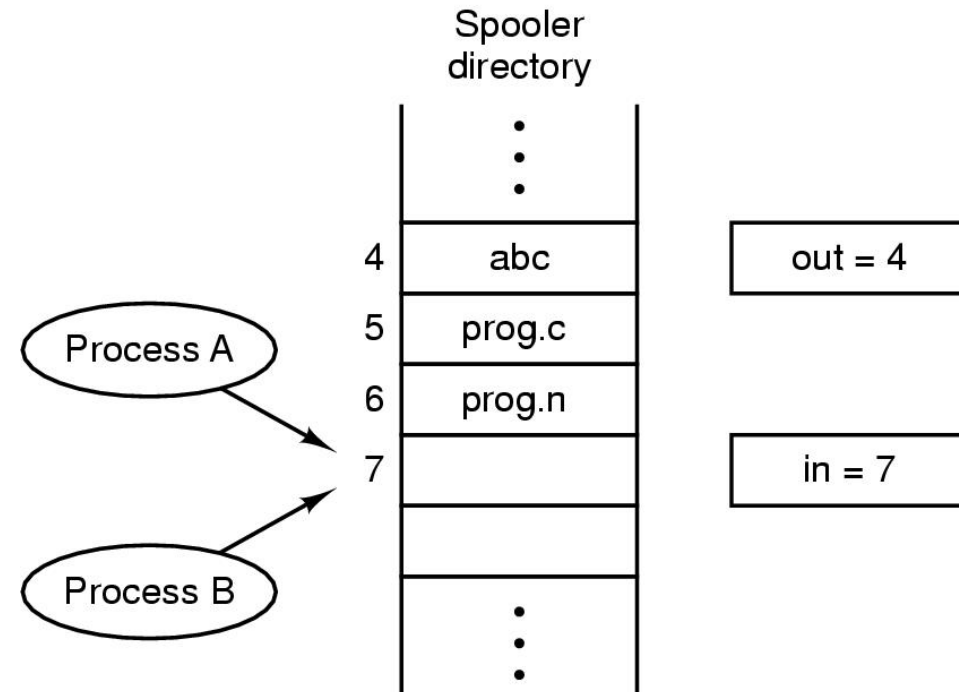 Spooler
directory
4 abc out = 4
Process A
5 prog.c
6 prog.n
7 in = 7
Process B